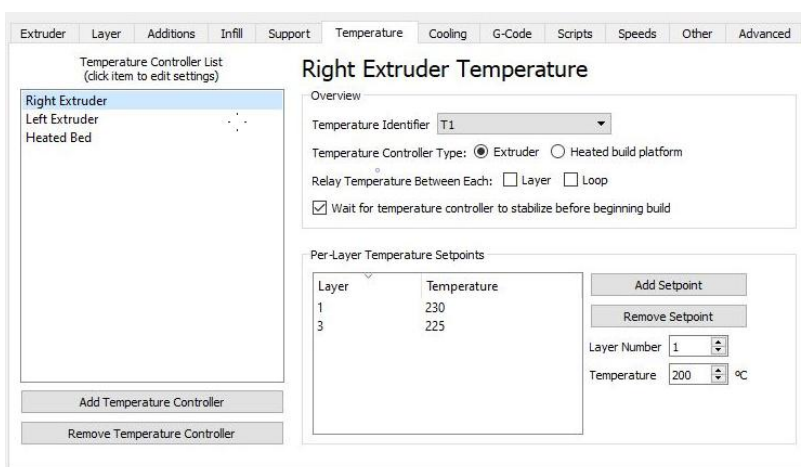 Extruder Layer Additions Infill Support Temperature Cooling G-Code Scripts Speeds Other Advanced
Temperature Controller List
(click item to edit settings)
Right Extruder
Left Extruder
Heated Bed
Add Temperature Controller
Remove Temperature Controller
Right Extruder Temperature
Overview
Temperature Identifier T1
Temperature Controller Type: Extruder Heated build platform
Relay Temperature Between Each: Layer Loop
Wait for temperature controller to stabilize before beginning build
Per-Layer Temperature Setpoints
Layer Temperature
1 230
3 225
Add Setpoint
Remove Setpoint
Layer Number 1
Temperature 200 ºC